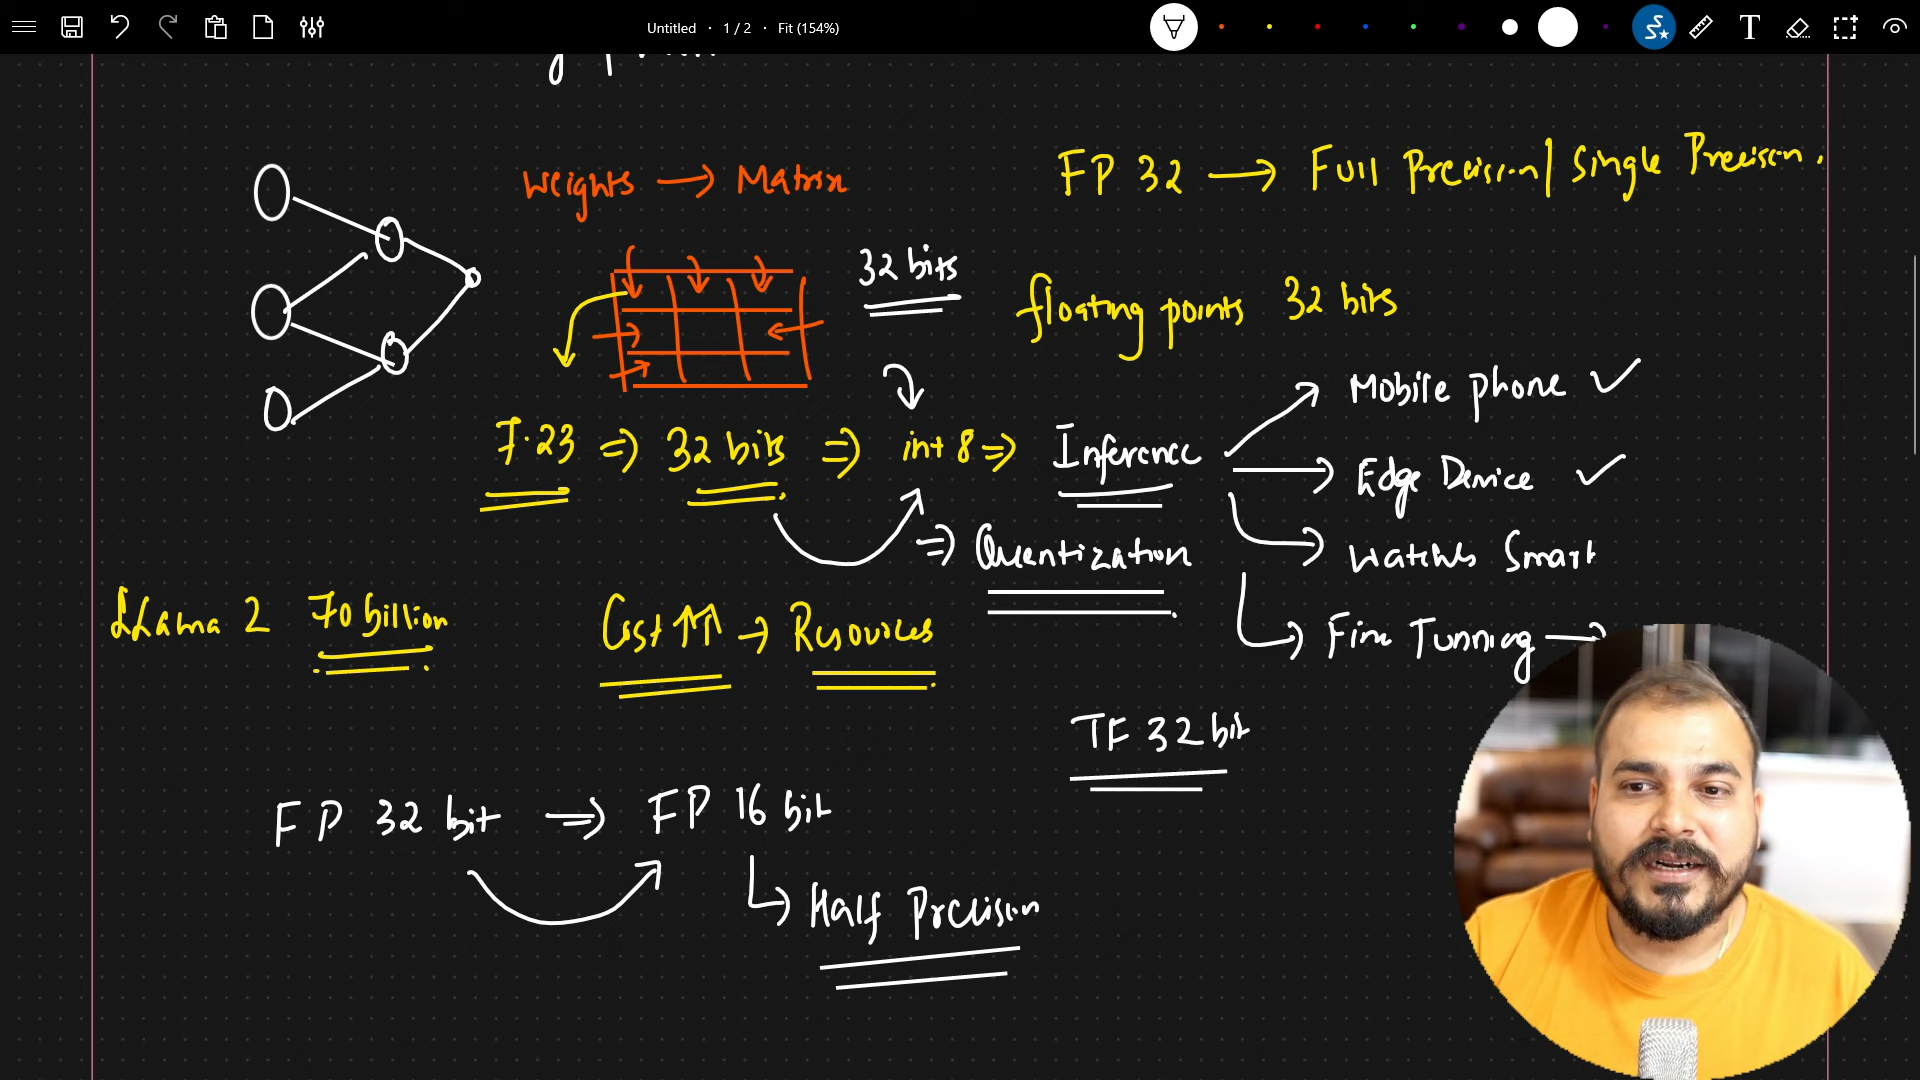 Untitled · 1 / 2 · Fit (154%)
T
Weights → Matrix
FP 32 → Full Precision / Single Precision.
32 bits
floating points 32 bits
7.23 ⇒ 32 bits ⇒ int 8 ⇒ Inference
Mobile phone ✓
Edge Device ✓
Watches Smart
Fine Tunning →
⇒ Quantization
LLama 2 70 billion
Cost ↑↑ → Resources
TF 32 bit
FP 32 bit ⇒ FP 16 bit
Half Precision